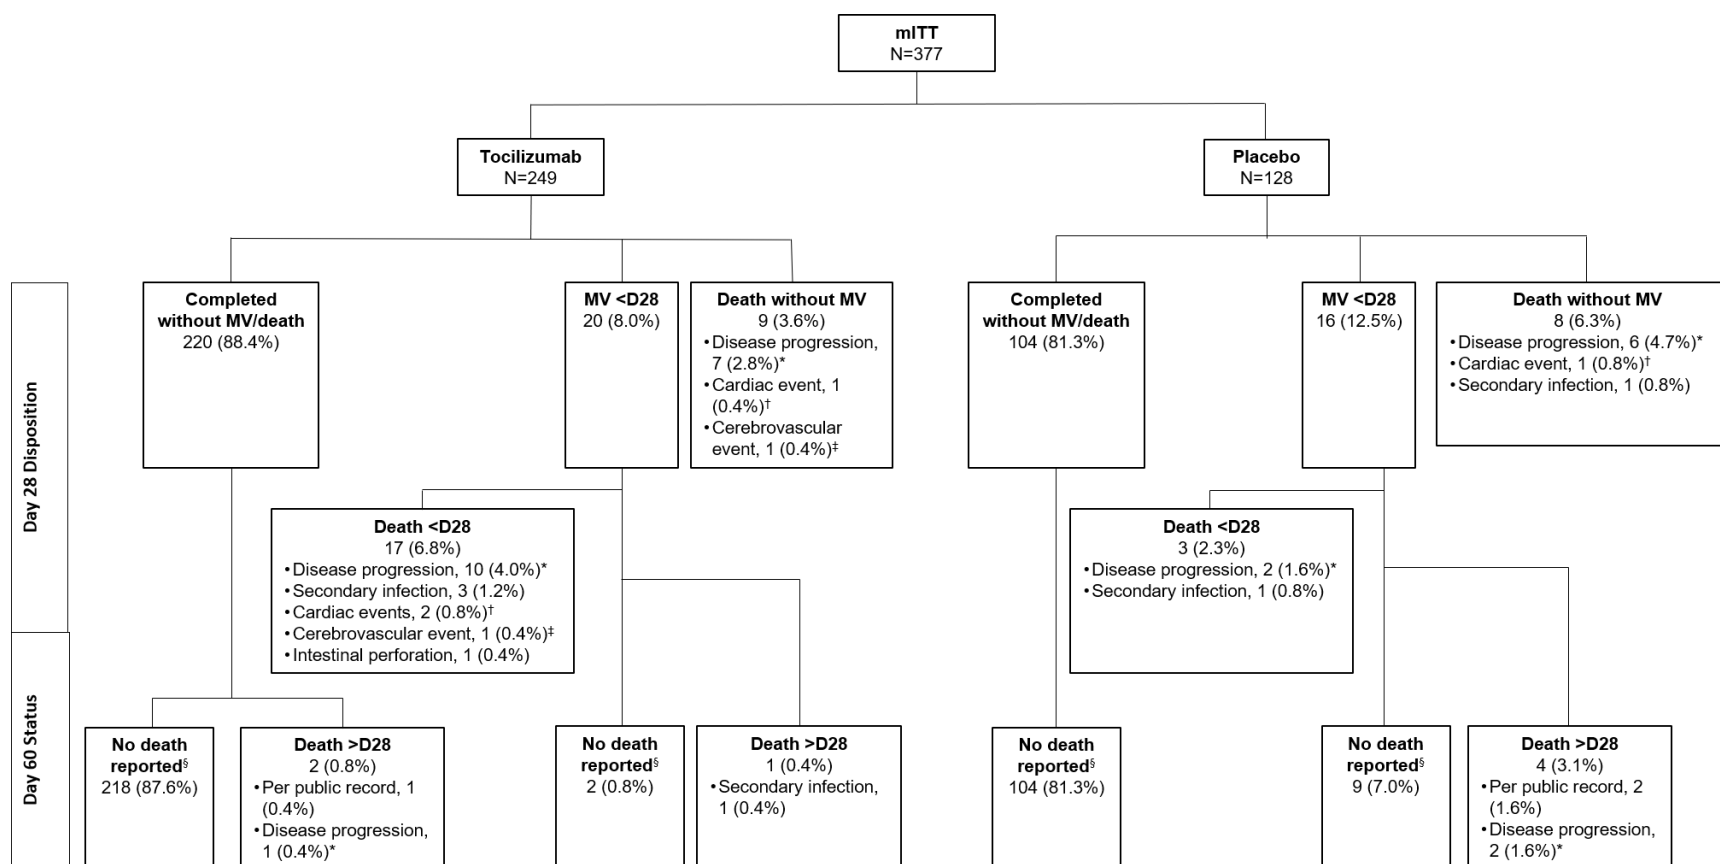 mITT
N=377
Tocilizumab
N=249
Placebo
N=128
Day 28 Disposition
Completed
without MV/death
220 (88.4%)
MV <D28
20 (8.0%)
Death without MV
9 (3.6%)
•Disease progression,
7 (2.8%)*
•Cardiac event, 1
(0.4%)†
•Cerebrovascular
event, 1 (0.4%)‡
Completed
without MV/death
104 (81.3%)
MV <D28
16 (12.5%)
Death without MV
8 (6.3%)
•Disease progression, 6 (4.7%)*
•Cardiac event, 1 (0.8%)†
•Secondary infection, 1 (0.8%)
Death <D28
17 (6.8%)
•Disease progression, 10 (4.0%)*
•Secondary infection, 3 (1.2%)
•Cardiac events, 2 (0.8%)†
•Cerebrovascular event, 1 (0.4%)‡
•Intestinal perforation, 1 (0.4%)
Death <D28
3 (2.3%)
•Disease progression, 2 (1.6%)*
•Secondary infection, 1 (0.8%)
Day 60 Status
No death
reported§
218 (87.6%)
Death >D28
2 (0.8%)
•Per public record, 1
(0.4%)
•Disease progression,
1 (0.4%)*
No death
reported§
2 (0.8%)
Death >D28
1 (0.4%)
•Secondary infection,
1 (0.4%)
No death
reported§
104 (81.3%)
No death
reported§
9 (7.0%)
Death >D28
4 (3.1%)
•Per public record, 2
(1.6%)
•Disease progression,
2 (1.6%)*